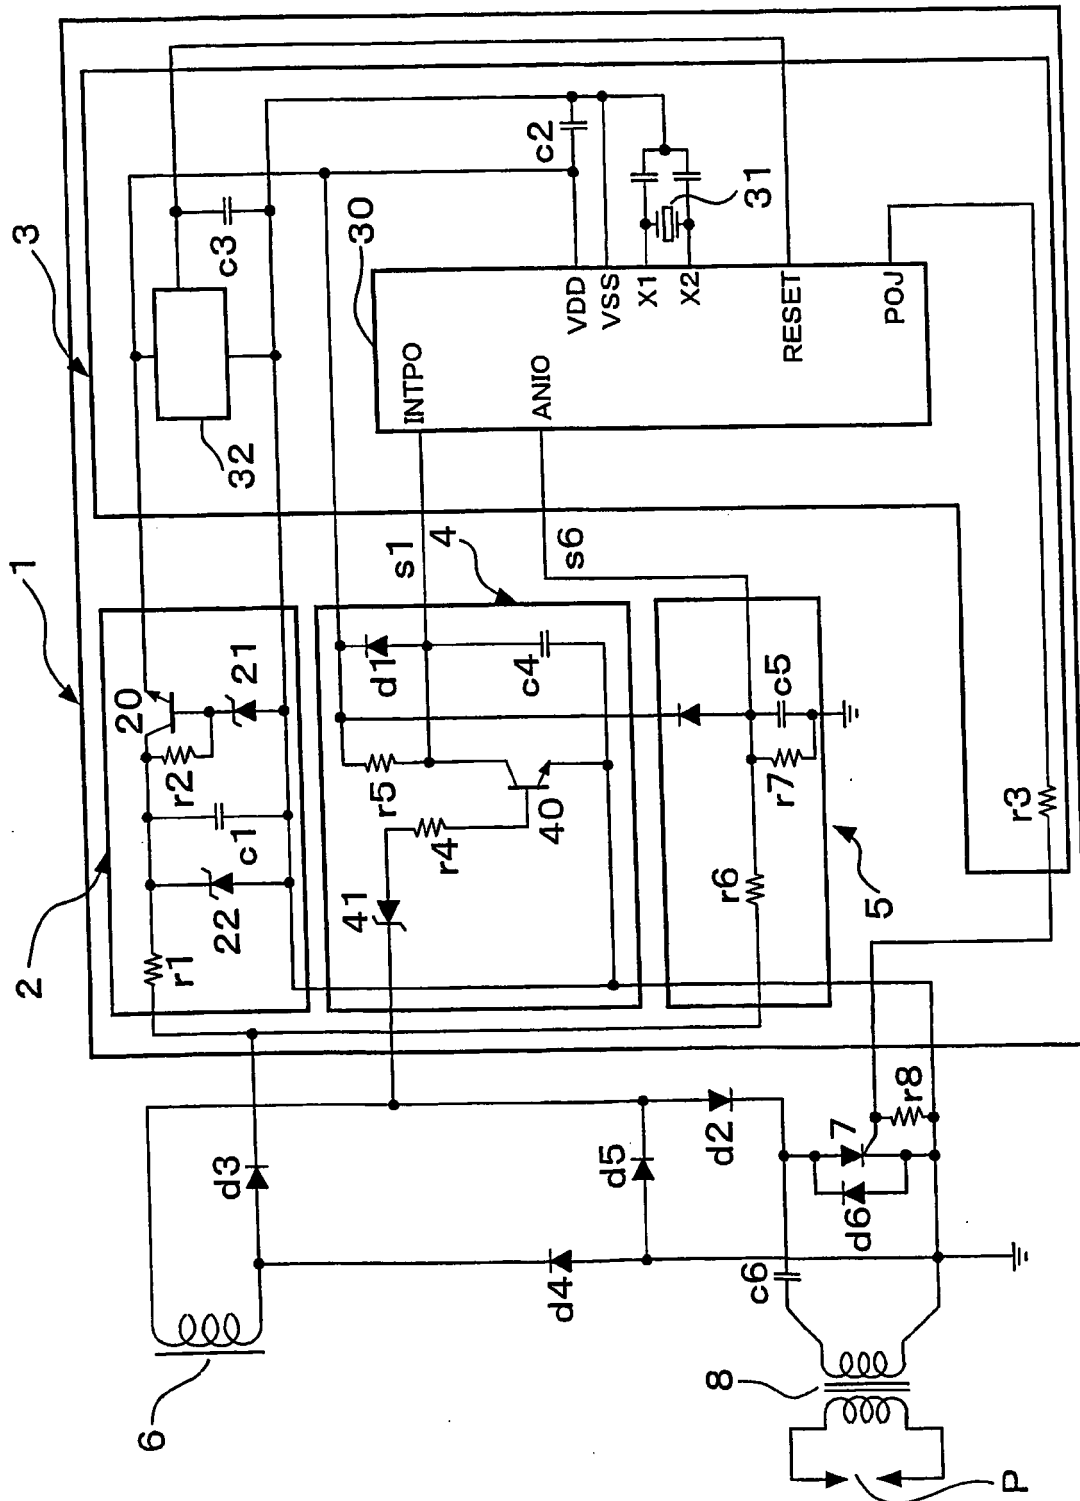 1
3
2
20
21
r2
c1
22
r1
32
c3
c2
30
31
INTPO
ANIO
VDD
VSS
X1
X2
RESET
POJ
s1
4
s6
d1
c4
r5
40
r4
41
c5
r7
r6
5
r3
d3
d5
d2
7
r8
d6
d4
c6
6
8
P